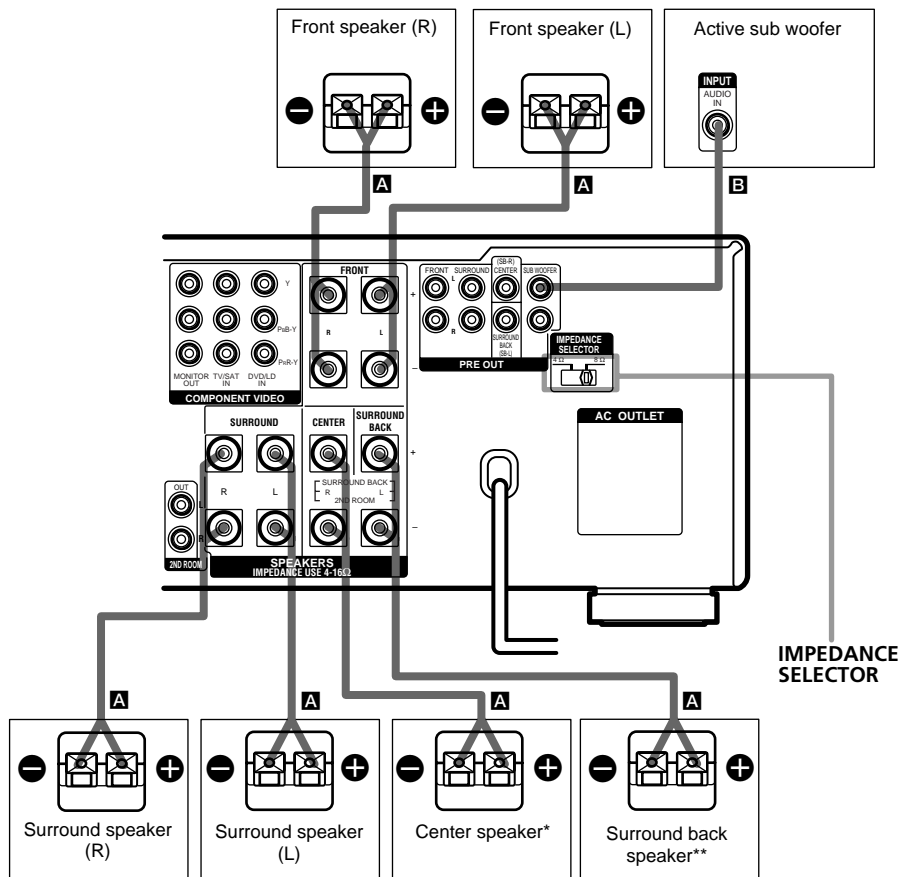 Front speaker (R)
Front speaker (L)
Active sub woofer
INPUT
AUDIO
IN
A
A
B
FRONT
R
L
+
–
Y
PB/B-Y
PR/R-Y
MONITOR
OUT
TV/SAT
IN
DVD/LD
IN
COMPONENT VIDEO
FRONT
SURROUND
(SB-R)
CENTER
SUB WOOFER
L
R
SURROUND
BACK
(SB-L)
PRE OUT
IMPEDANCE
SELECTOR
4 Ω
8 Ω
AC OUTLET
SURROUND
CENTER
SURROUND
BACK
+
R
L
SURROUND BACK
R
L
2ND ROOM
–
OUT
L
R
2ND ROOM
SPEAKERS
IMPEDANCE USE 4-16Ω
IMPEDANCE
SELECTOR
A
A
A
A
Surround speaker
(R)
Surround speaker
(L)
Center speaker*
Surround back
speaker**